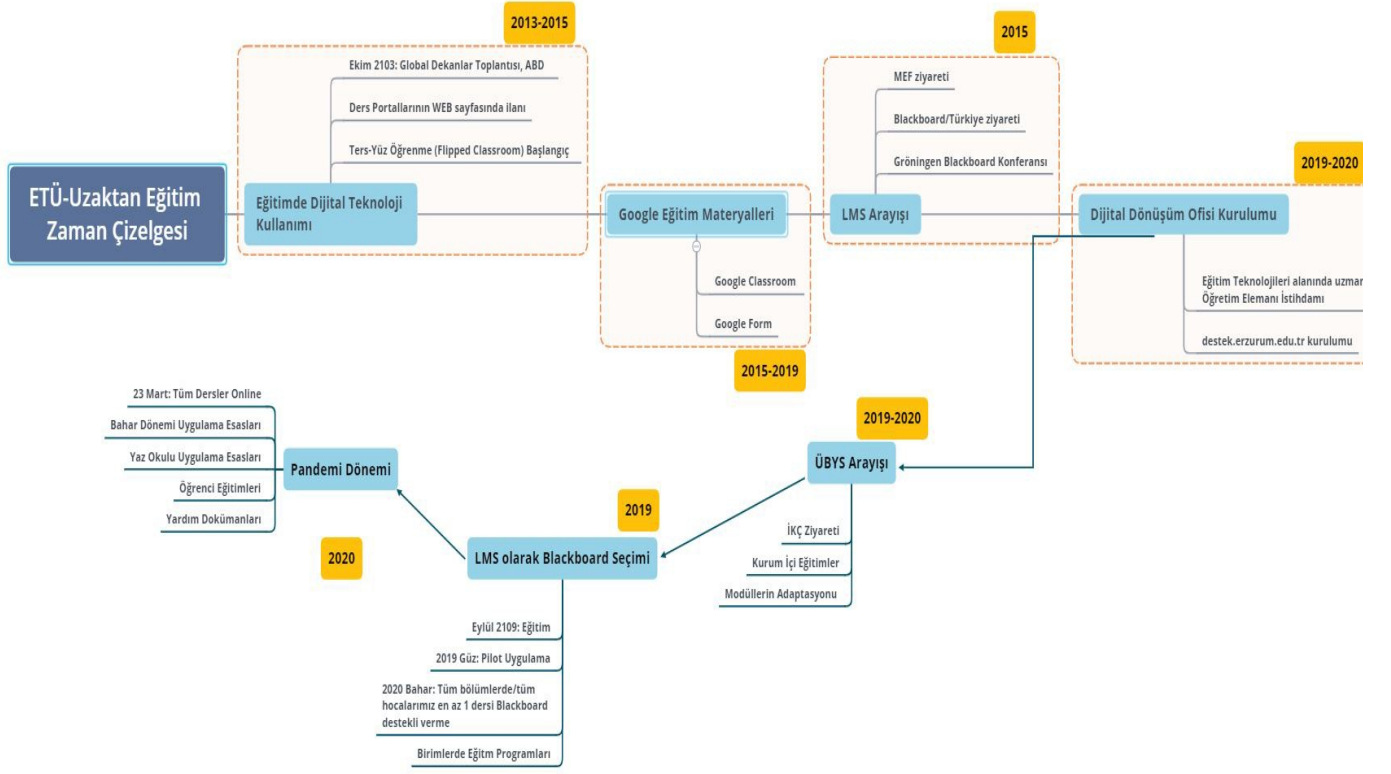 ETÜ-Uzaktan Eğitim
Zaman Çizelgesi
2013-2015
Ekim 2103: Global Dekanlar Toplantısı, ABD
Ders Portallarının WEB sayfasında ilanı
Ters-Yüz Öğrenme (Flipped Classroom) Başlangıç
Eğitimde Dijital Teknoloji
Kullanımı
Google Eğitim Materyalleri
Google Classroom
Google Form
2015-2019
2015
MEF ziyareti
Blackboard/Türkiye ziyareti
Gröningen Blackboard Konferansı
LMS Arayışı
2019-2020
Dijital Dönüşüm Ofisi Kurulumu
Eğitim Teknolojileri alanında
Öğretim Elemanı İstihdamı
destek.erzurum.edu.tr kurulumu
2019-2020
ÜBYS Arayışı
İKÇ Ziyareti
Kurum İçi Eğitimler
Modüllerin Adaptasyonu
2019
LMS olarak Blackboard Seçimi
Eylül 2109: Eğitim
2019 Güz: Pilot Uygulama
2020 Bahar: Tüm bölümlerde/tüm
hocalarımız en az 1 dersi Blackboard
destekli verme
Birimlerde Eğitm Programları
Pandemi Dönemi
23 Mart: Tüm Dersler Online
Bahar Dönemi Uygulama Esasları
Yaz Okulu Uygulama Esasları
Öğrenci Eğitimleri
Yardım Dokümanları
2020